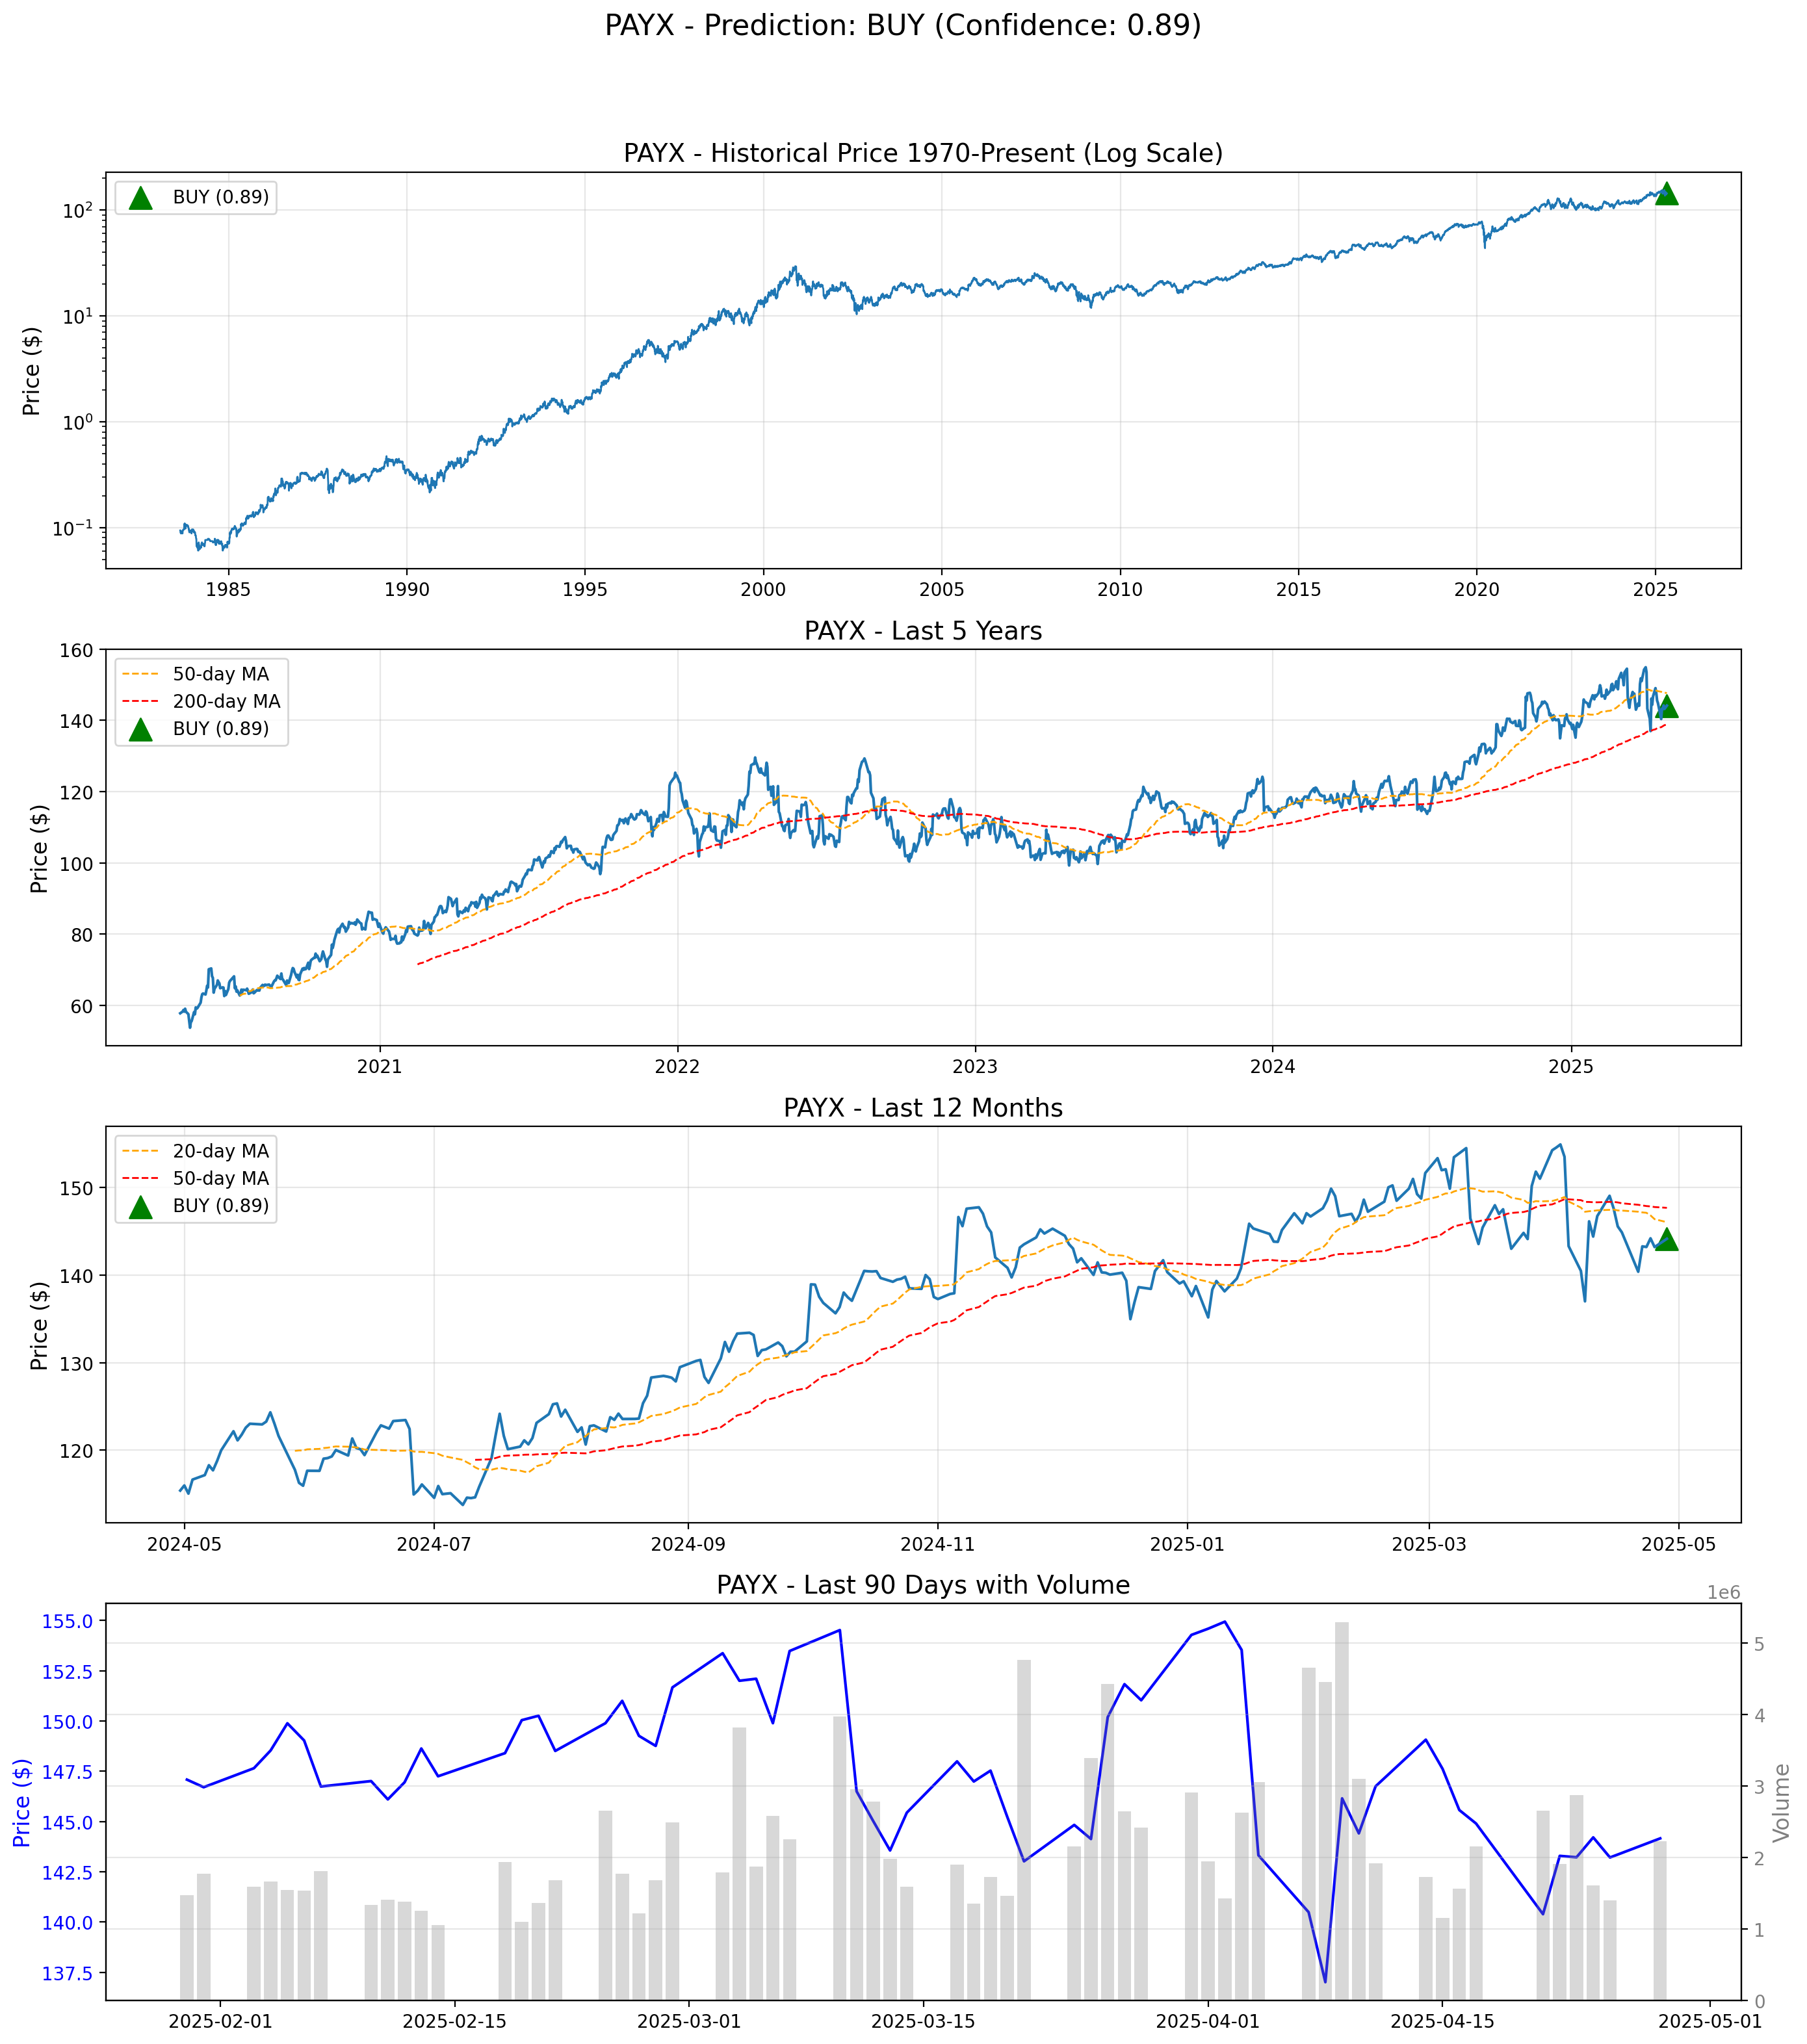 PAYX - Prediction: BUY (Confidence: 0.89)
PAYX - Historical Price 1970-Present (Log Scale)
BUY (0.89)
Price ($)
10²
10¹
10⁰
10⁻¹
1985 1990 1995 2000 2005 2010 2015 2020 2025
PAYX - Last 5 Years
50-day MA
200-day MA
BUY (0.89)
Price ($)
160
140
120
100
80
60
2021 2022 2023 2024 2025
PAYX - Last 12 Months
20-day MA
50-day MA
BUY (0.89)
Price ($)
150
140
130
120
2024-05 2024-07 2024-09 2024-11 2025-01 2025-03 2025-05
PAYX - Last 90 Days with Volume
1e6
Price ($)
155.0
152.5
150.0
147.5
145.0
142.5
140.0
137.5
5
4
3
2
1
0
Volume
2025-02-01 2025-02-15 2025-03-01 2025-03-15 2025-04-01 2025-04-15 2025-05-01